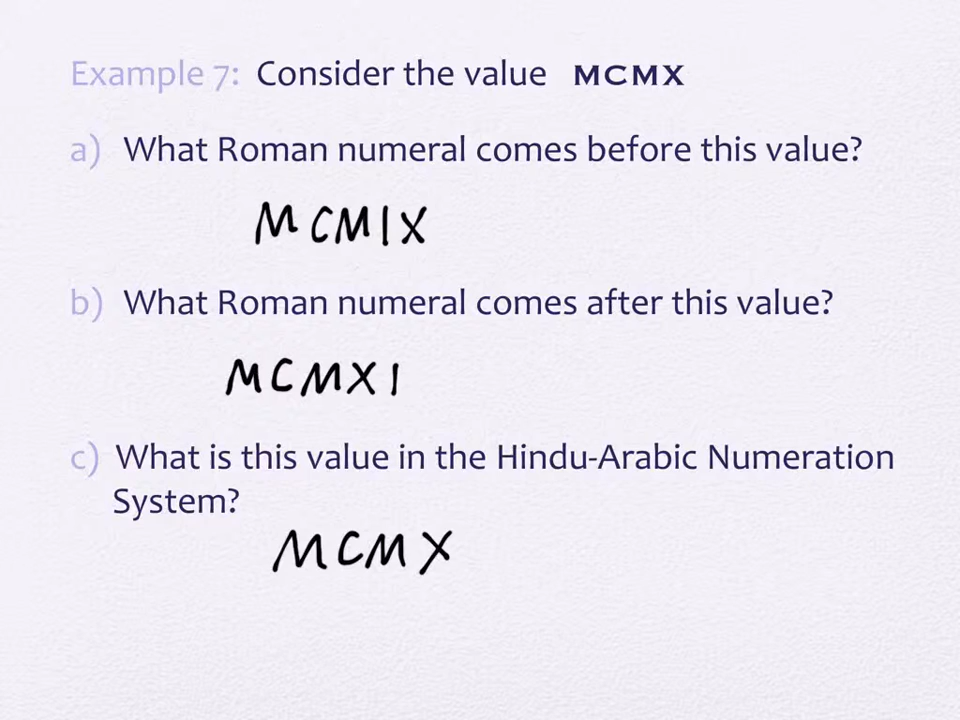 Example 7: Consider the value MCMX
a) What Roman numeral comes before this value?
MCMIX
b) What Roman numeral comes after this value?
MCMXI
c) What is this value in the Hindu-Arabic Numeration
System?
MCMX